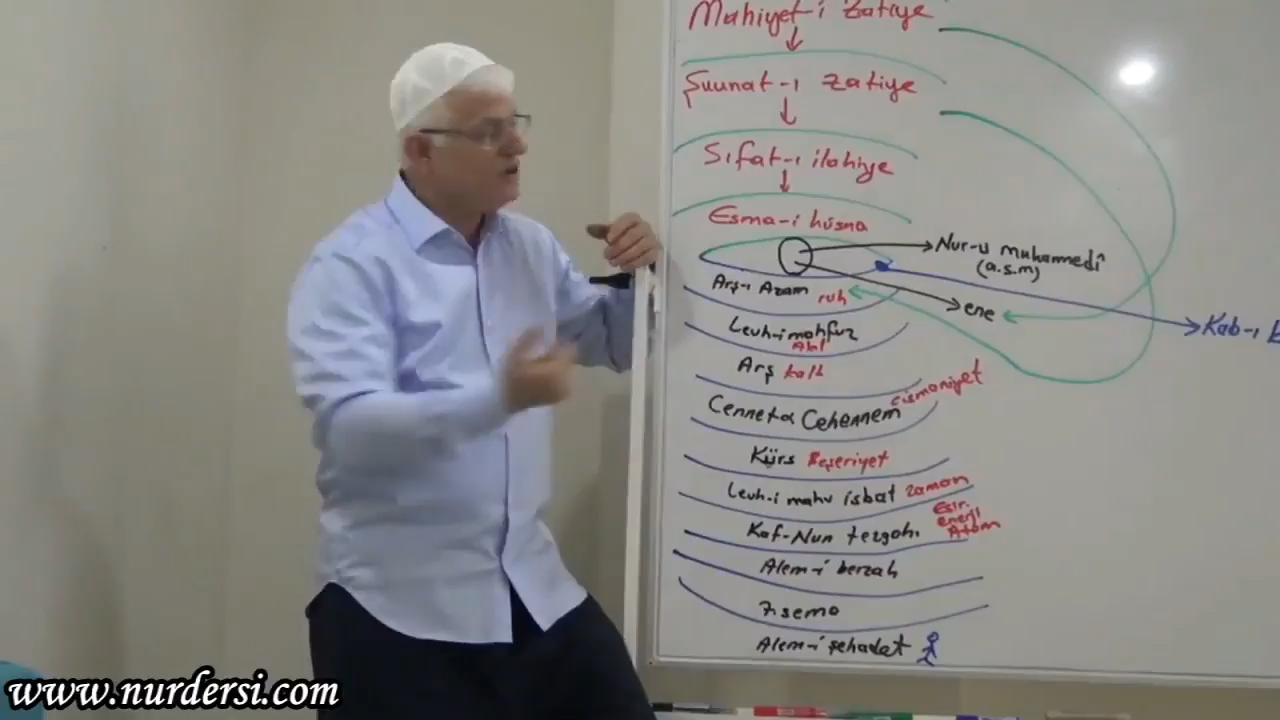 Mahiyet-i Zatiye
Şuunat-ı Zatiye
Sıfat-ı ilahiye
Esma-i hüsna
Nur-u muhammedî
(a.s.m)
Arş-ı Azam ruh
ene
Kab-ı
Levh-i mahfuz
Akl
Arş kalb
cismaniyet
Cennet & Cehennem
Kürs Beşeriyet
Levh-i mahv isbat zaman
Esir.
enerji
Kaf-Nun tezgahı Atom
Alem-i berzah
7. sema
Alem-i şehadet
www.nurdersi.com